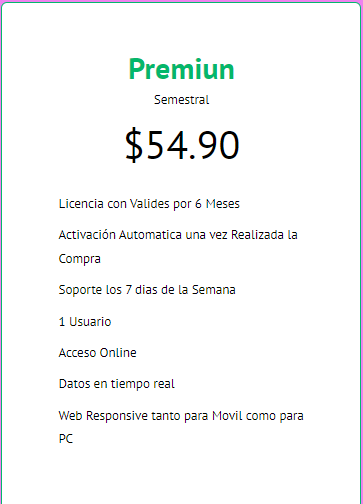 Premiun
Semestral
$54.90
Licencia con Valides por 6 Meses
Activación Automatica una vez Realizada la
Compra
Soporte los 7 dias de la Semana
1 Usuario
Acceso Online
Datos en tiempo real
Web Responsive tanto para Movil como para
PC